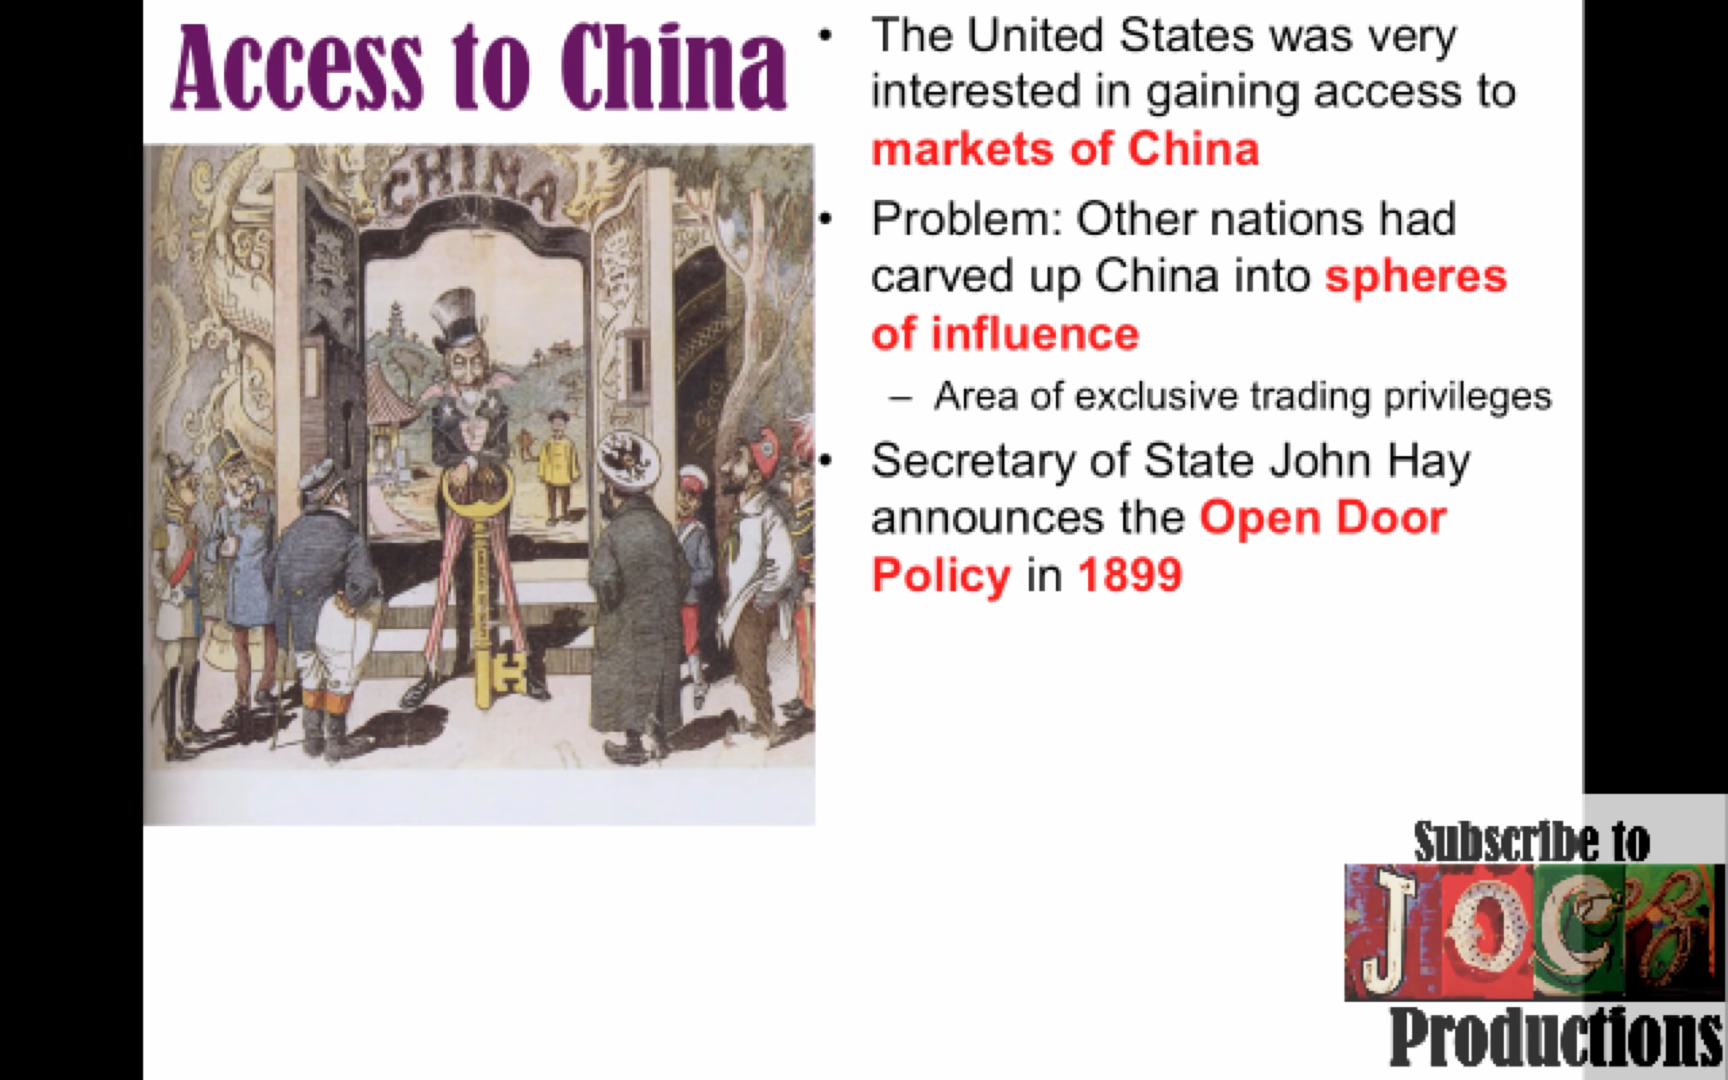 Access to China
• The United States was very
interested in gaining access to
markets of China
• Problem: Other nations had
carved up China into spheres
of influence
– Area of exclusive trading privileges
• Secretary of State John Hay
announces the Open Door
Policy in 1899
CHINA
Subscribe to
JOCZ
Productions